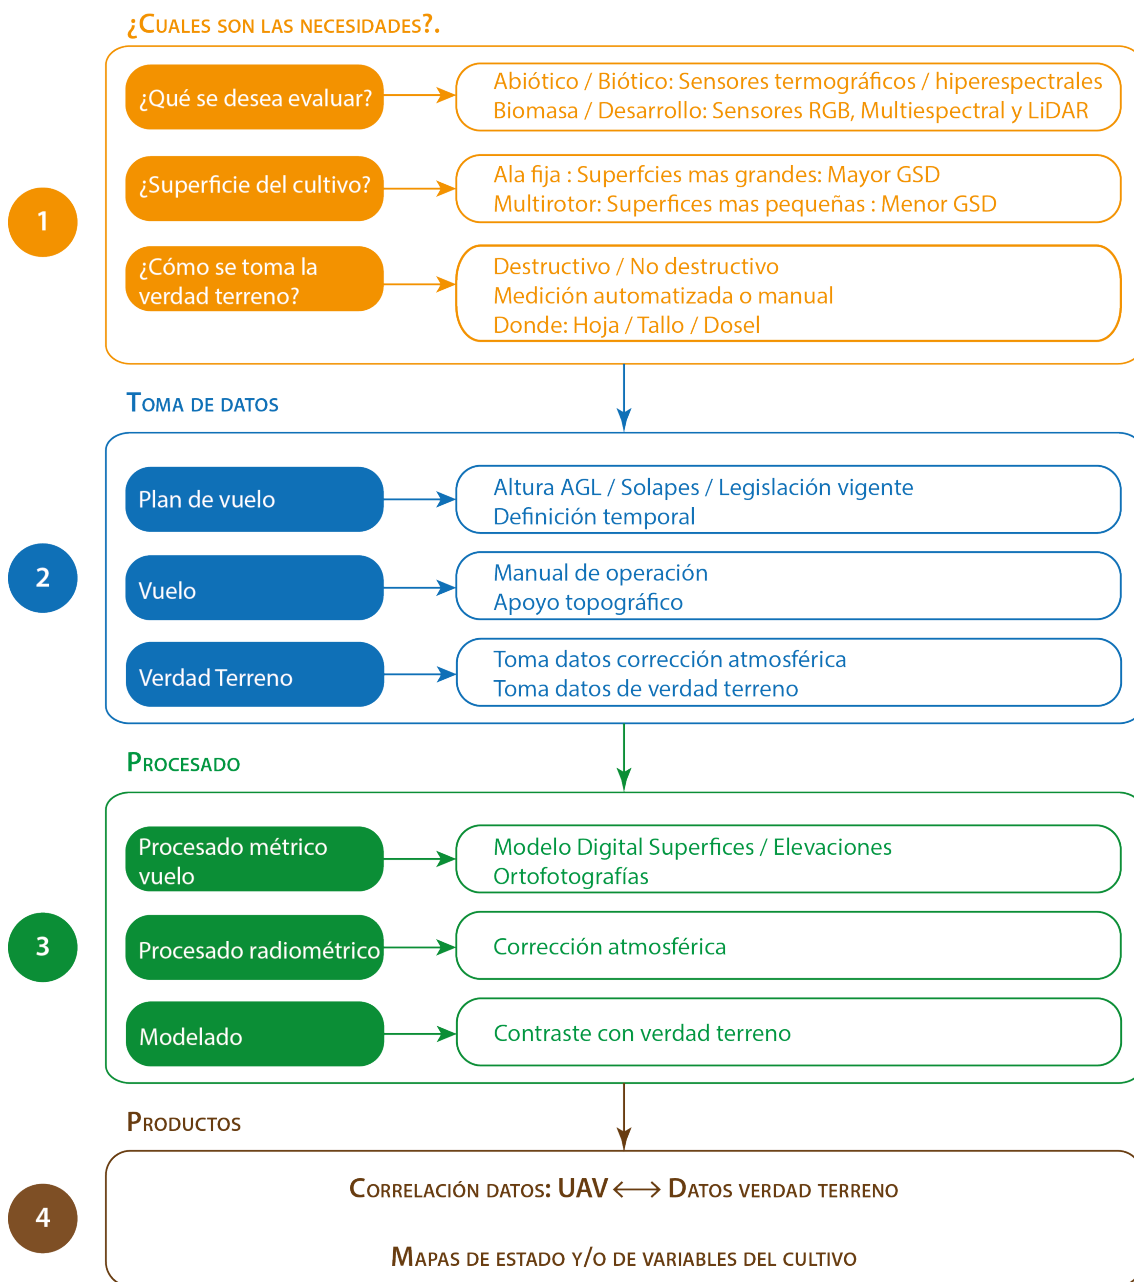 ¿Cuales son las necesidades?.
¿Qué se desea evaluar?
Abiótico / Biótico: Sensores termográficos / hiperespectrales
Biomasa / Desarrollo: Sensores RGB, Multiespectral y LiDAR
1
¿Superficie del cultivo?
Ala fija : Superfcies mas grandes: Mayor GSD
Multirotor: Superfices mas pequeñas : Menor GSD
¿Cómo se toma la
verdad terreno?
Destructivo / No destructivo
Medición automatizada o manual
Donde: Hoja / Tallo / Dosel
Toma de datos
Plan de vuelo
Altura AGL / Solapes / Legislación vigente
Definición temporal
2
Vuelo
Manual de operación
Apoyo topográfico
Verdad Terreno
Toma datos corrección atmosférica
Toma datos de verdad terreno
Procesado
Procesado métrico
vuelo
Modelo Digital Superfices / Elevaciones
Ortofotografías
3
Procesado radiométrico
Corrección atmosférica
Modelado
Contraste con verdad terreno
Productos
4
Correlación datos: UAV ⟷ Datos verdad terreno
Mapas de estado y/o de variables del cultivo